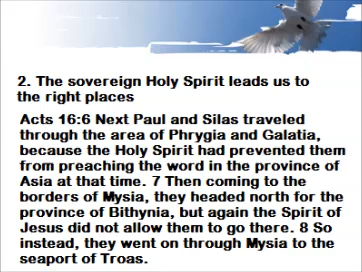 2. The sovereign Holy Spirit leads us to
the right places
Acts 16:6 Next Paul and Silas traveled
through the area of Phrygia and Galatia,
because the Holy Spirit had prevented them
from preaching the word in the province of
Asia at that time. 7 Then coming to the
borders of Mysia, they headed north for the
province of Bithynia, but again the Spirit of
Jesus did not allow them to go there. 8 So
instead, they went on through Mysia to the
seaport of Troas.